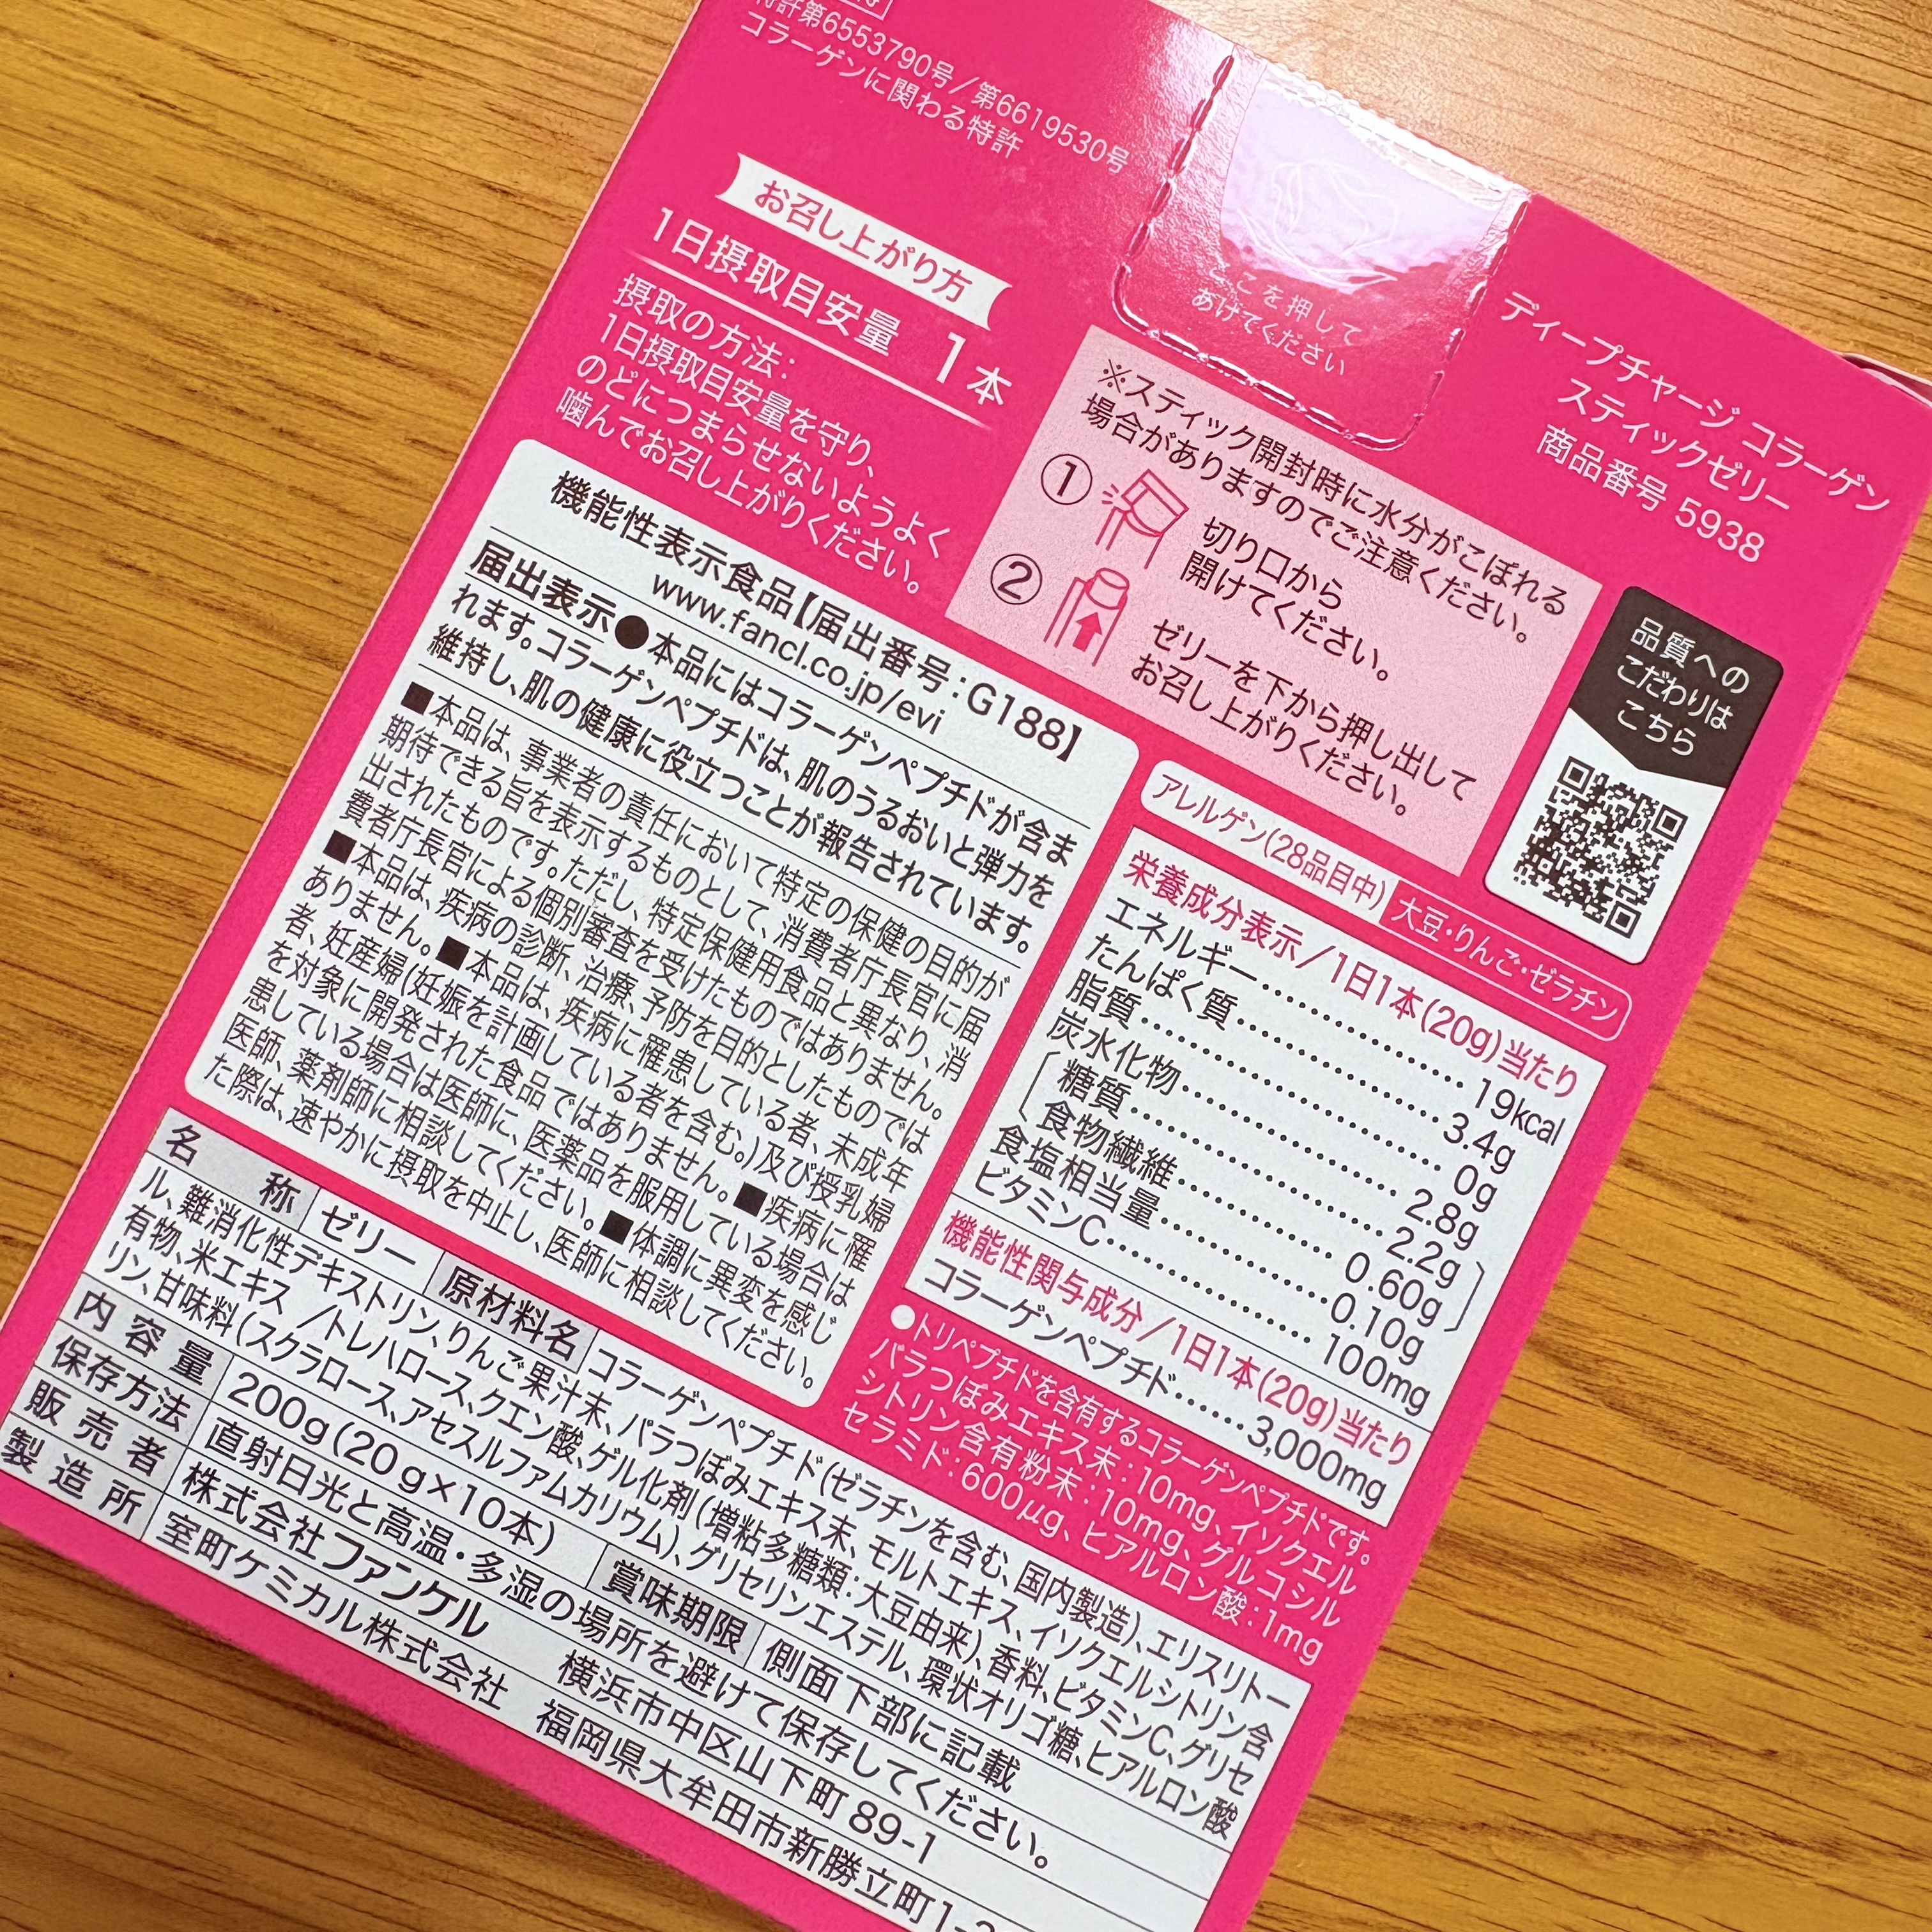 特許第6553790号/第6619530号
コラーゲンに関わる特許
お召し上がり方
1日摂取目安量 1本
摂取の方法:
1日摂取目安量を守り、
のどにつまらせないようよく
噛んでお召し上がりください。
ここを押して
あけてください
ディープチャージ コラーゲン
スティックゼリー
商品番号 5938
※スティック開封時に水分がこぼれる
場合がありますのでご注意ください。
① 切り口から
開けてください。
② ゼリーを下から押し出して
お召し上がりください。
品質への
こだわりは
こちら
機能性表示食品【届出番号:G188】
www.fancl.co.jp/evi
届出表示●本品にはコラーゲンペプチドが含ま
れます。コラーゲンペプチドは、肌のうるおいと弾力を
維持し、肌の健康に役立つことが報告されています。
■本品は、事業者の責任において特定の保健の目的が
期待できる旨を表示するものとして、消費者庁長官に届
出されたものです。ただし、特定保健用食品と異なり、消
費者庁長官による個別審査を受けたものではありません。
■本品は、疾病の診断、治療、予防を目的としたものでは
ありません。■本品は、疾病に罹患している者、未成年
者、妊産婦(妊娠を計画している者を含む。)及び授乳婦
を対象に開発された食品ではありません。■疾病に罹
患している場合は医師に、医薬品を服用している場合は
医師、薬剤師に相談してください。■体調に異変を感じ
た際は、速やかに摂取を中止し、医師に相談してください。
アレルゲン(28品目中) 大豆・りんご・ゼラチン
栄養成分表示/1日1本(20g)当たり
エネルギー…………19kcal
たんぱく質…………3.4g
脂質…………0g
炭水化物…………2.8g
糖質…………2.2g
食物繊維…………0.60g
食塩相当量…………0.10g
ビタミンC…………100mg
機能性関与成分/1日1本(20g)当たり
コラーゲンペプチド……3,000mg
●トリペプチドを含有するコラーゲンペプチドです。
バラつぼみエキス末:10mg、イソクエル
シトリン含有粉末:10mg、グルコシル
セラミド:600μg、ヒアルロン酸:1mg
名称 ゼリー 原材料名 コラーゲンペプチド(ゼラチンを含む、国内製造)、エリスリトー
ル、難消化性デキストリン、りんご果汁末、バラつぼみエキス末、モルトエキス、イソクエルシトリン含
有物、米エキス /トレハロース、クエン酸、ゲル化剤(増粘多糖類:大豆由来)、香料、ビタミンC、グリセ
リン、甘味料(スクラロース、アセスルファムカリウム)、グリセリンエステル、環状オリゴ糖、ヒアルロン酸
内容量 200g(20g×10本) 賞味期限 側面下部に記載
保存方法 直射日光と高温・多湿の場所を避けて保存してください。
販売者 株式会社ファンケル 横浜市中区山下町89-1
製造所 室町ケミカル株式会社 福岡県大牟田市新勝立町1-